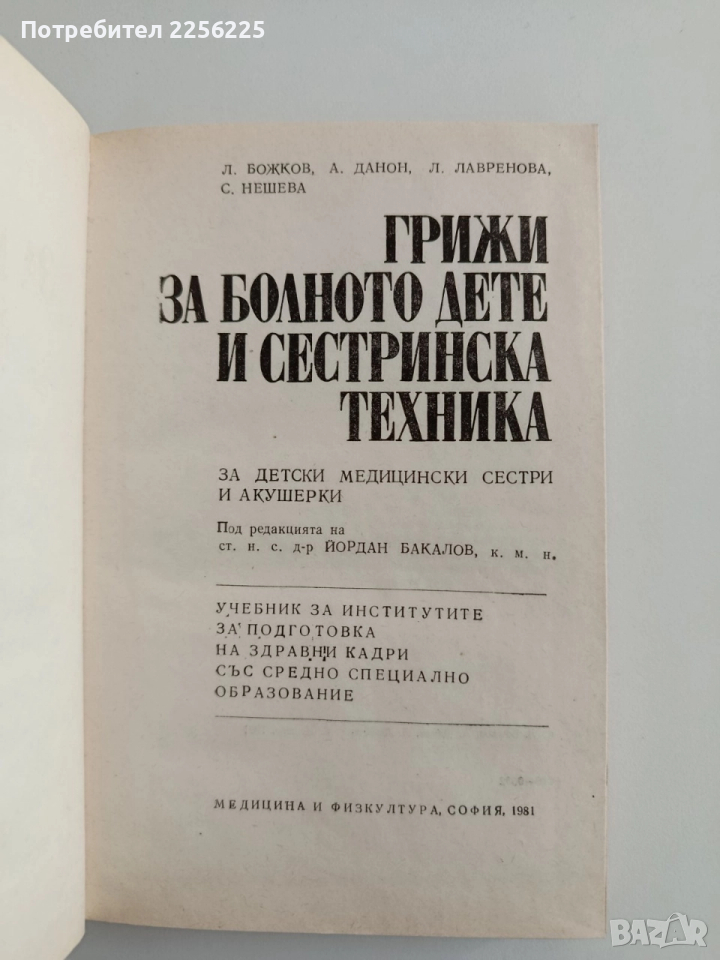 Потребител 2256225
Л. БОЖКОВ, А. ДАНОН, Л. ЛАВРЕНОВА,
С. НЕШЕВА
ГРИЖИ
ЗА БОЛНОТО ДЕТЕ
И СЕСТРИНСКА
ТЕХНИКА
ЗА ДЕТСКИ МЕДИЦИНСКИ СЕСТРИ
И АКУШЕРКИ
Под редакцията на
ст. н. с. д-р ЙОРДАН БАКАЛОВ, к. м. н.
УЧЕБНИК ЗА ИНСТИТУТИТЕ
ЗА ПОДГОТОВКА
НА ЗДРАВНИ КАДРИ
СЪС СРЕДНО СПЕЦИАЛНО
ОБРАЗОВАНИЕ
МЕДИЦИНА И ФИЗКУЛТУРА, СОФИЯ, 1981
BAZAR